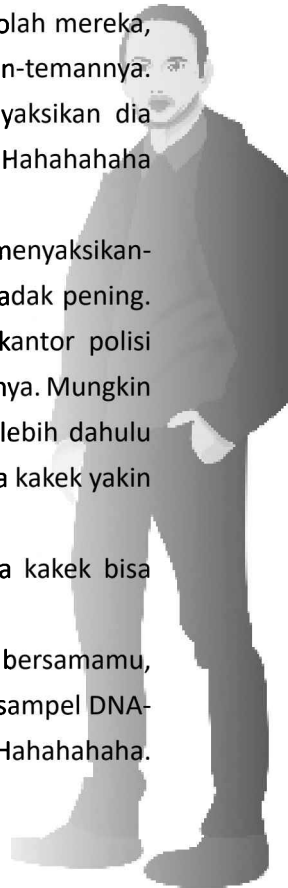 olah mereka,
n-temannya.
yaksikan dia
Hahahahaha
menyaksikan-
adak pening.
kantor polisi
nya. Mungkin
lebih dahulu
a kakek yakin
a kakek bisa
bersamamu,
sampel DNA-
Hahahahaha.